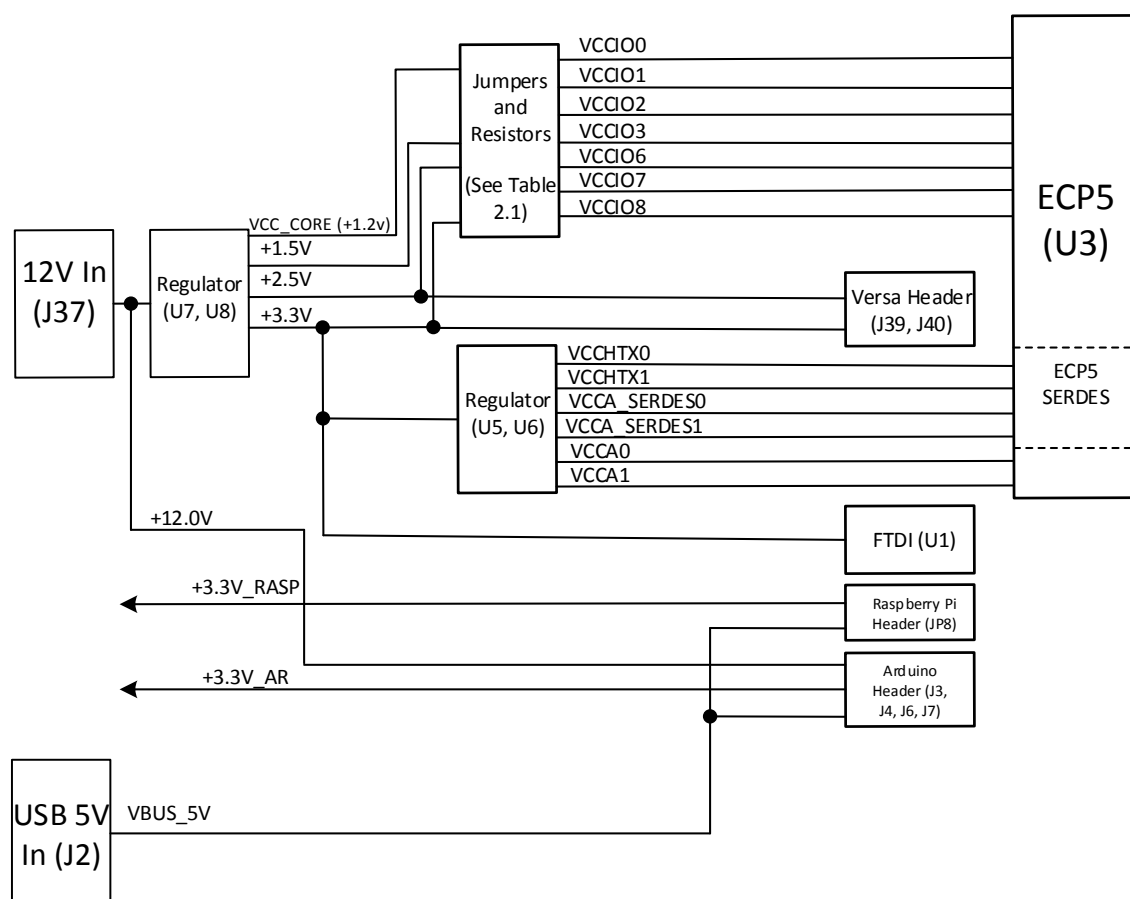 VCCIO0
VCCIO1
VCCIO2
VCCIO3
VCCIO6
VCCIO7
VCCIO8
Jumpers
and
Resistors
(See Table
2.1)
ECP5
(U3)
VCC_CORE (+1.2v)
+1.5V
+2.5V
+3.3V
12V In
(J37)
Regulator
(U7, U8)
Versa Header
(J39, J40)
VCCHTX0
VCCHTX1
VCCA_SERDES0
VCCA_SERDES1
VCCA0
VCCA1
Regulator
(U5, U6)
ECP5
SERDES
+12.0V
FTDI (U1)
+3.3V_RASP
Raspberry Pi
Header (JP8)
+3.3V_AR
Arduino
Header (J3,
J4, J6, J7)
USB 5V
In (J2)
VBUS_5V